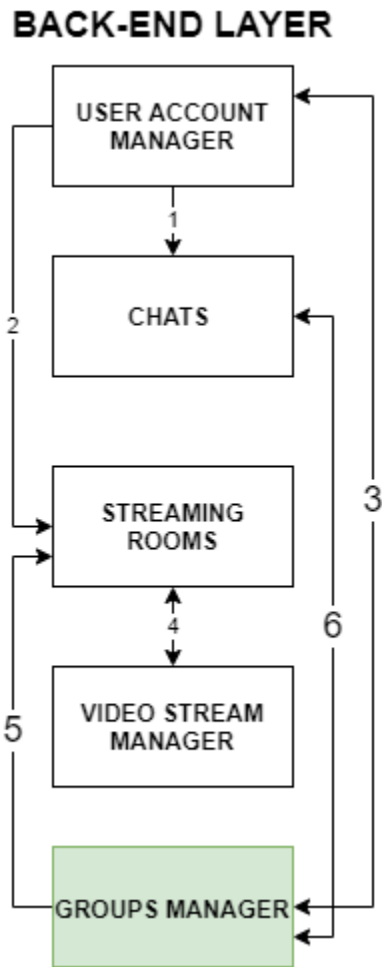 BACK-END LAYER
USER ACCOUNT
MANAGER
1
CHATS
2
STREAMING
ROOMS
3
4
6
VIDEO STREAM
MANAGER
5
GROUPS MANAGER